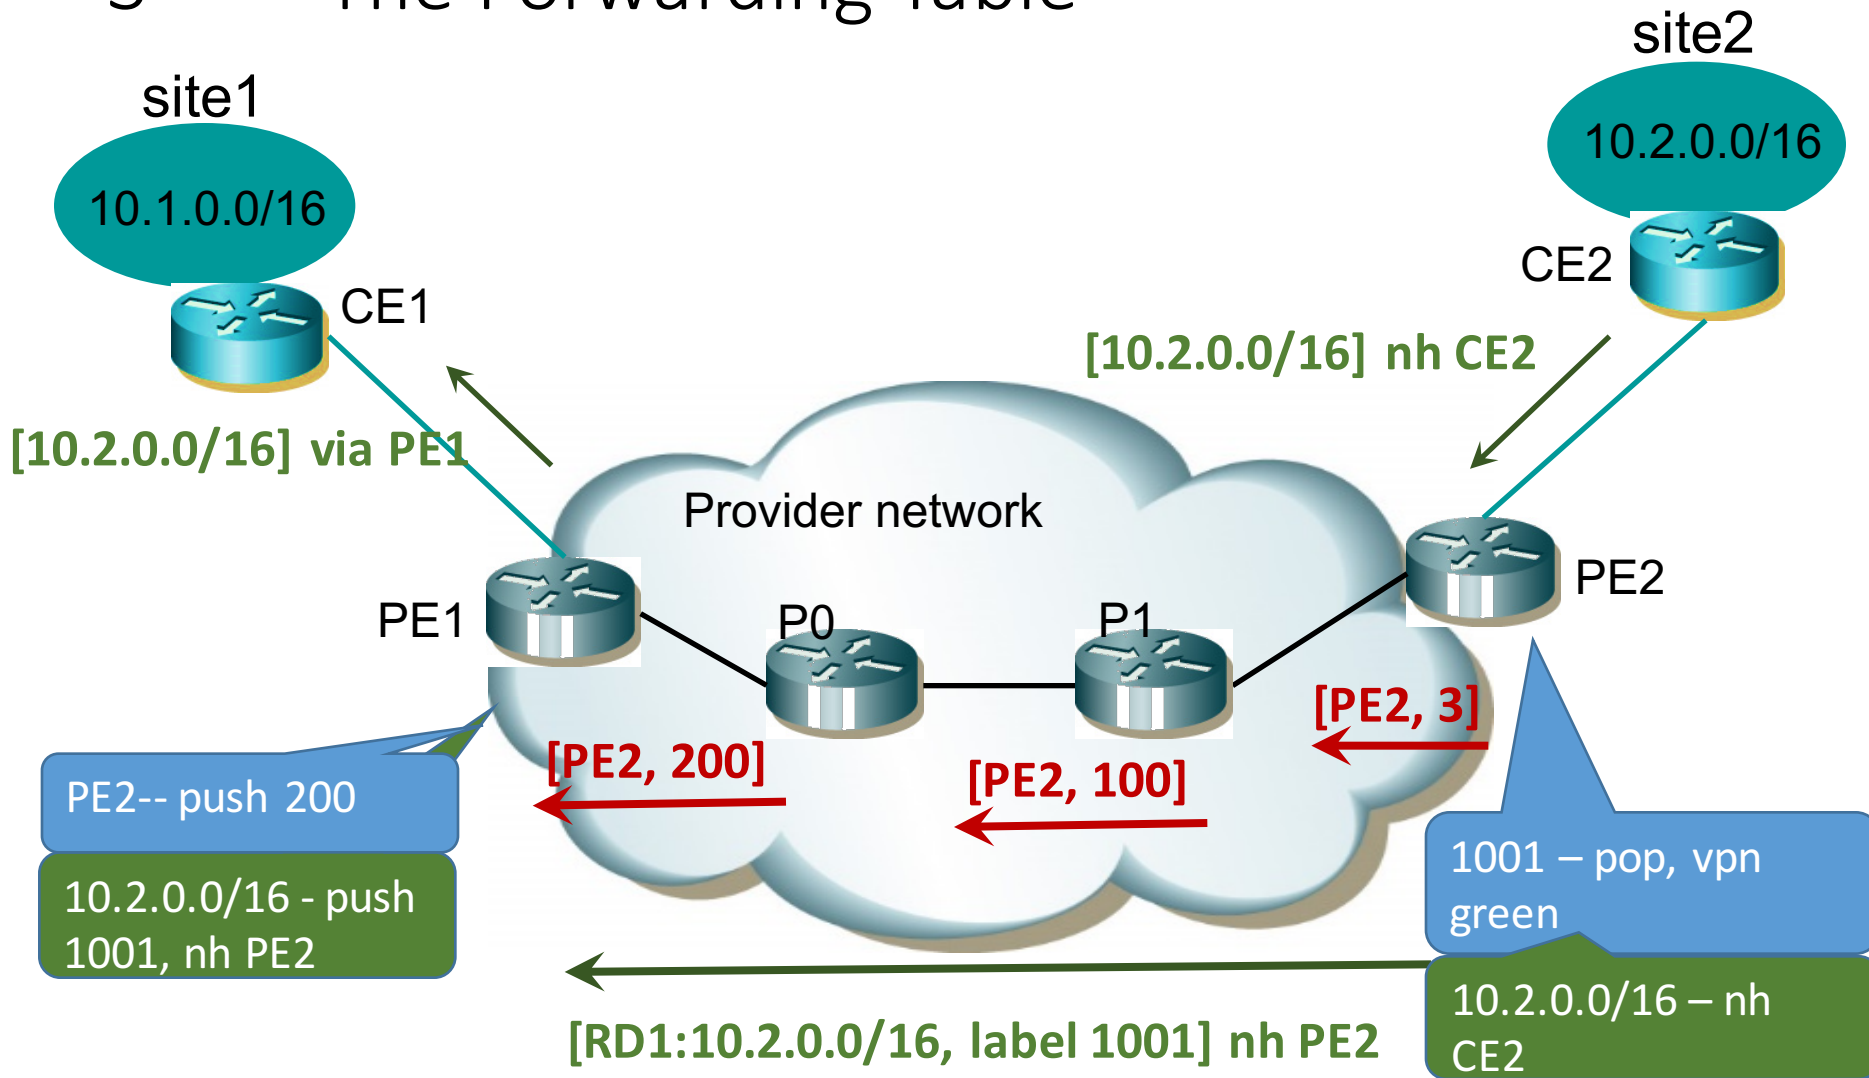 The Forwarding Table
site2
site1
10.2.0.0/16
10.1.0.0/16
CE2
CE1
[10.2.0.0/16] nh CE2
[10.2.0.0/16] via PE1
Provider network
PE2
PE1
P0
P1
[PE2, 3]
[PE2, 200]
[PE2, 100]
PE2-- push 200
10.2.0.0/16 - push
1001, nh PE2
1001 – pop, vpn
green
10.2.0.0/16 – nh
CE2
[RD1:10.2.0.0/16, label 1001] nh PE2